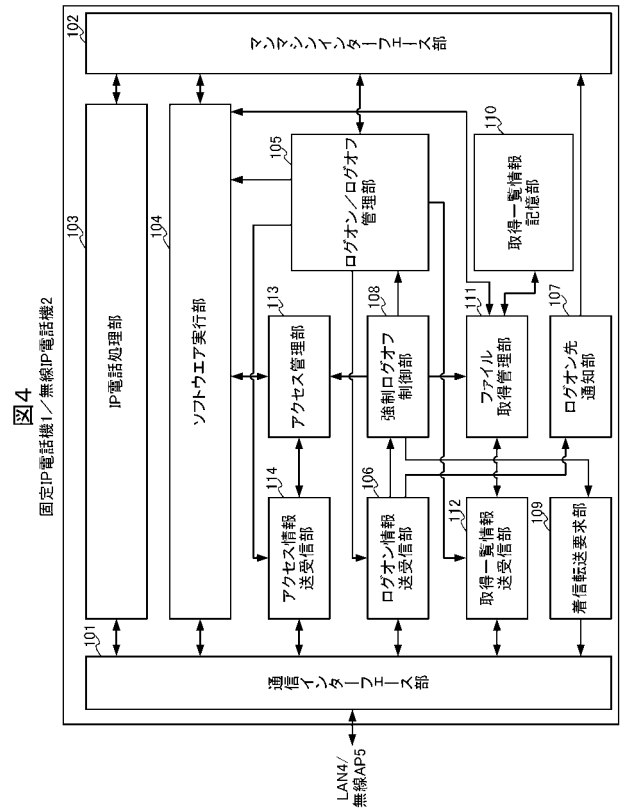 図4
固定IP電話機1／無線IP電話機2
101
通信インターフェース部
LAN4/
無線AP5
103
IP電話処理部
102
マンマシンインターフェース部
104
ソフトウエア実行部
114
アクセス情報
送受信部
113
アクセス管理部
105
ログオン／ログオフ
管理部
106
ログオン情報
送受信部
108
強制ログオフ
制御部
112
取得一覧情報
送受信部
111
ファイル
取得管理部
110
取得一覧情報
記憶部
109
着信転送要求部
107
ログオン先
通知部